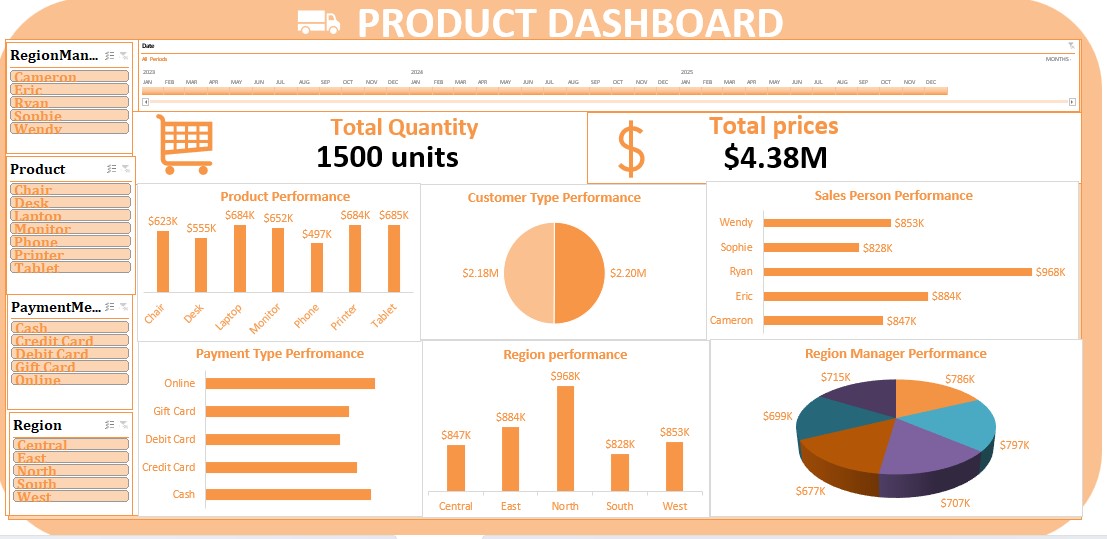 PRODUCT DASHBOARD
RegionMan...
Cameron
Eric
Ryan
Sophie
Wendy
Date
All Periods
MONTHS
2023
2024
2025
JAN FEB MAR APR MAY JUN JUL AUG SEP OCT NOV DEC JAN FEB MAR APR MAY JUN JUL AUG SEP OCT NOV DEC JAN FEB MAR APR MAY JUN JUL AUG SEP OCT NOV DEC
Total Quantity
1500 units
Total prices
$4.38M
Product
Chair
Desk
Laptop
Monitor
Phone
Printer
Tablet
Product Performance
$623K
$555K
$684K
$652K
$497K
$684K
$685K
Chair
Desk
Laptop
Monitor
Phone
Printer
Tablet
Customer Type Performance
$2.18M
$2.20M
Sales Person Performance
Wendy $853K
Sophie $828K
Ryan $968K
Eric $884K
Cameron $847K
PaymentMe...
Cash
Credit Card
Debit Card
Gift Card
Online
Payment Type Perfromance
Online
Gift Card
Debit Card
Credit Card
Cash
Region performance
$847K
$884K
$968K
$828K
$853K
Central
East
North
South
West
Region Manager Performance
$715K
$786K
$699K
$797K
$677K
$707K
Region
Central
East
North
South
West